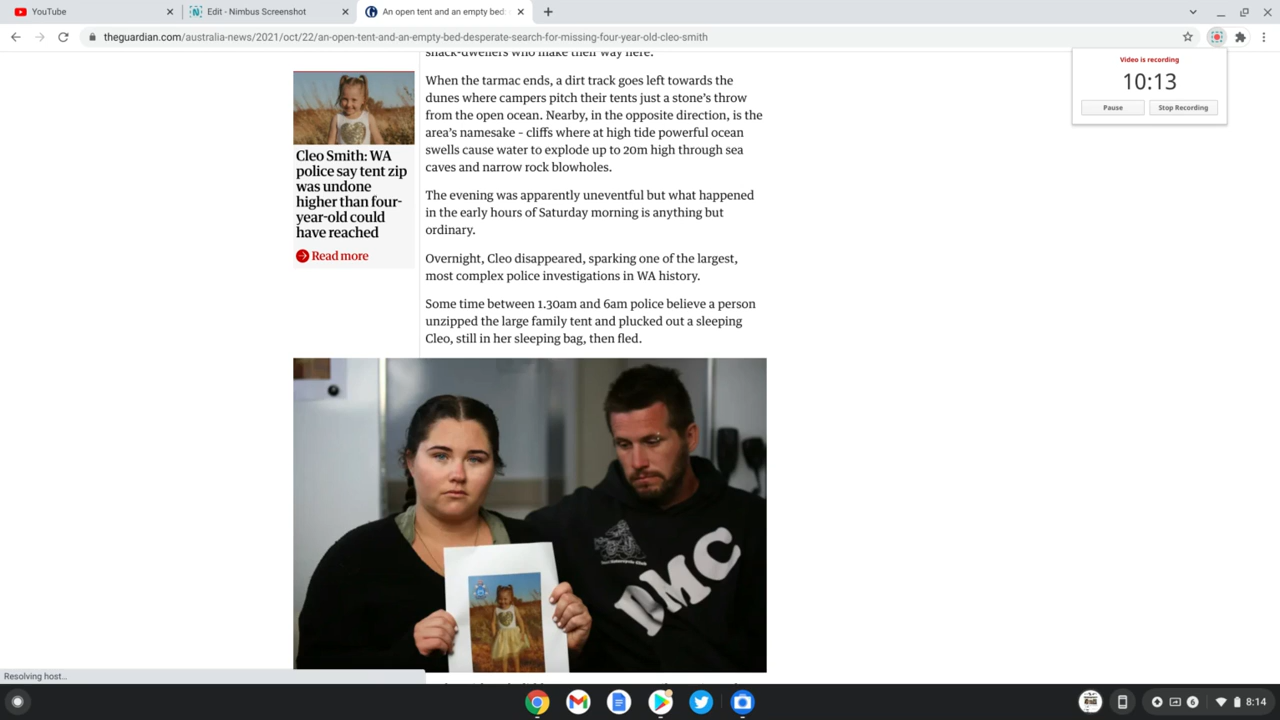 YouTube
Edit - Nimbus Screenshot
An open tent and an empty bed:
theguardian.com/australia-news/2021/oct/22/an-open-tent-and-an-empty-bed-desperate-search-for-missing-four-year-old-cleo-smith
Video is recording
10:13
Pause
Stop Recording
shack-dwellers who make their way here.
When the tarmac ends, a dirt track goes left towards the
dunes where campers pitch their tents just a stone's throw
from the open ocean. Nearby, in the opposite direction, is the
area's namesake – cliffs where at high tide powerful ocean
swells cause water to explode up to 20m high through sea
caves and narrow rock blowholes.
Cleo Smith: WA
police say tent zip
was undone
higher than four-
year-old could
have reached
Read more
The evening was apparently uneventful but what happened
in the early hours of Saturday morning is anything but
ordinary.
Overnight, Cleo disappeared, sparking one of the largest,
most complex police investigations in WA history.
Some time between 1.30am and 6am police believe a person
unzipped the large family tent and plucked out a sleeping
Cleo, still in her sleeping bag, then fled.
DMC
Resolving host...
6
8:14